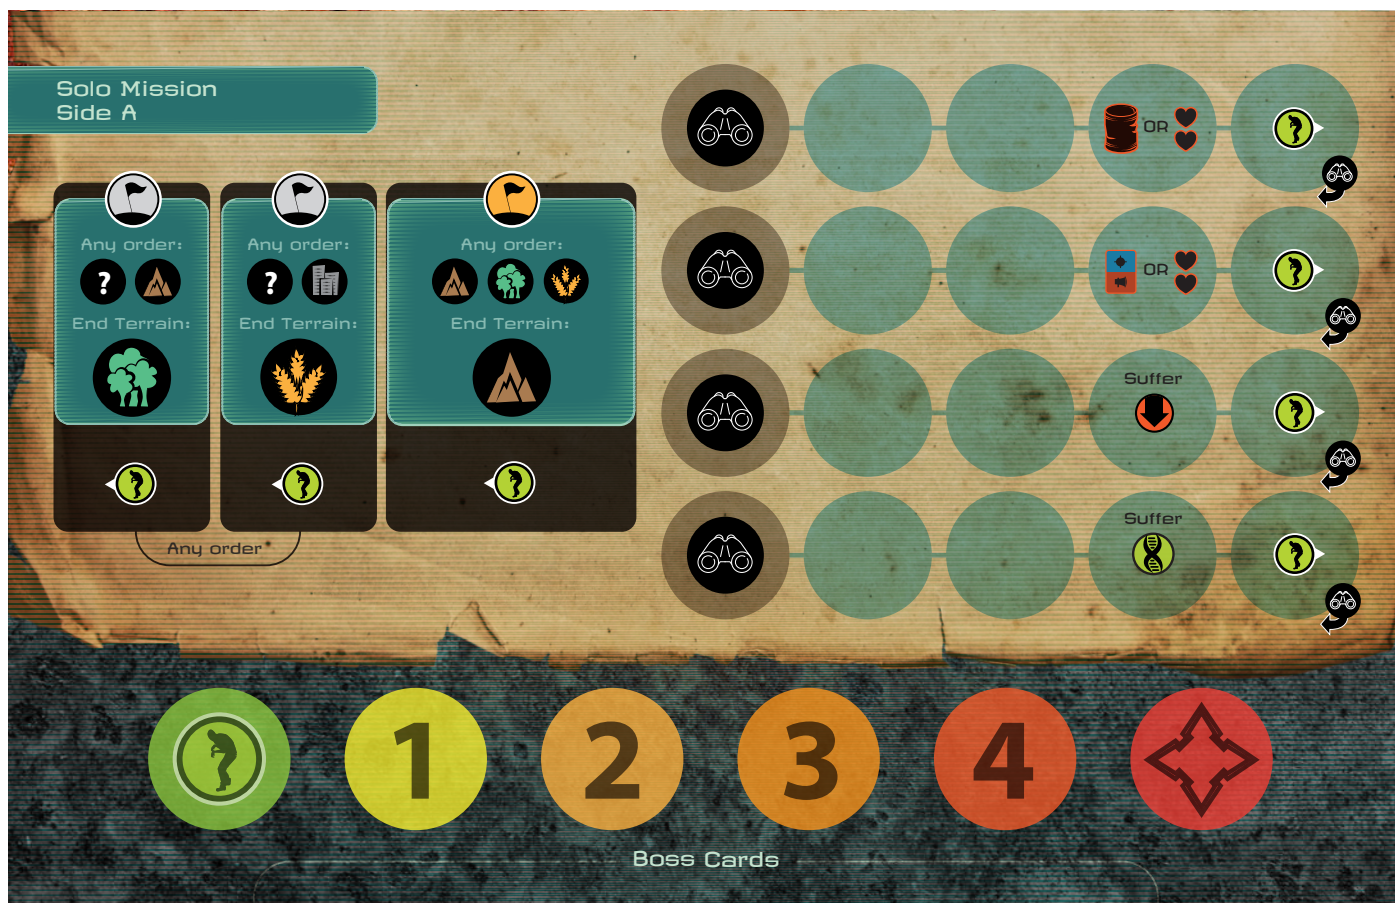 Solo Mission
Side A
Any order:
? 
End Terrain:
Any order:
?
End Terrain:
Any order:
End Terrain:
Any order
OR
OR
Suffer
Suffer
1 2 3 4
Boss Cards